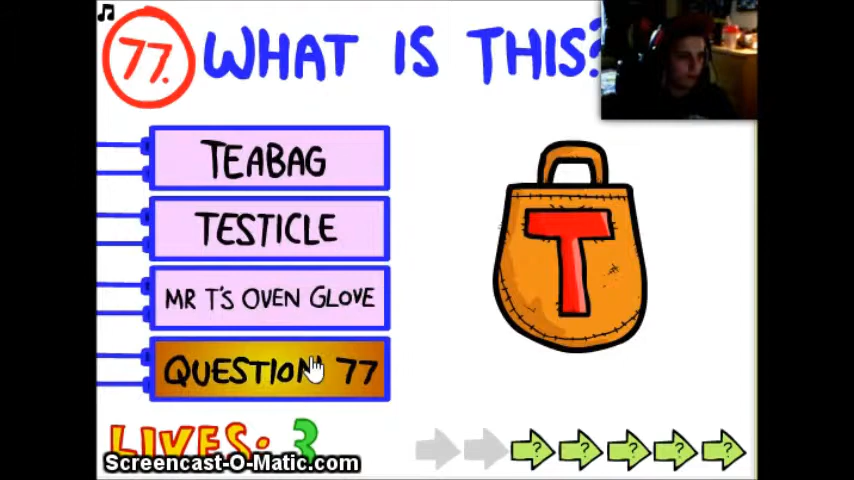 77.
WHAT IS THIS?
TEABAG
TESTICLE
MR T'S OVEN GLOVE
QUESTION 77
T
LIVES: 3
? ? ? ? ?
Screencast-O-Matic.com